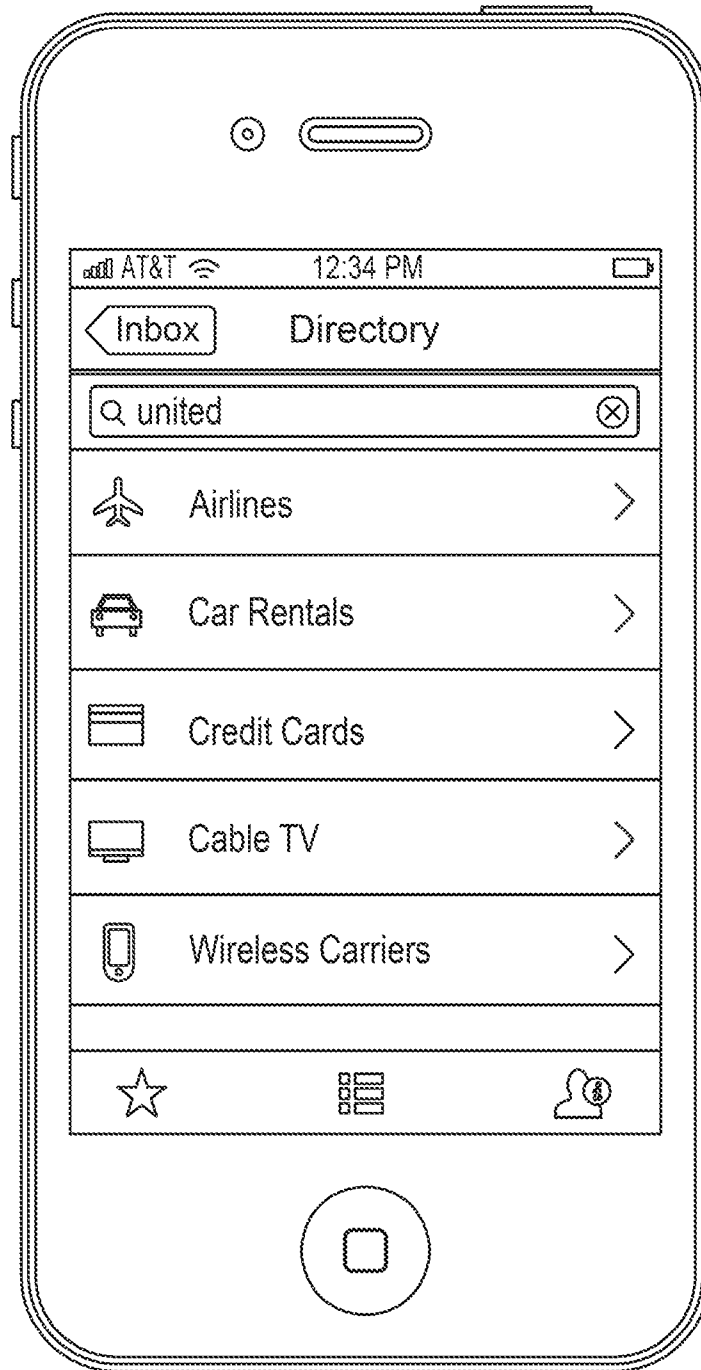 AT&T 12:34 PM
Inbox Directory
united
Airlines
Car Rentals
Credit Cards
Cable TV
Wireless Carriers